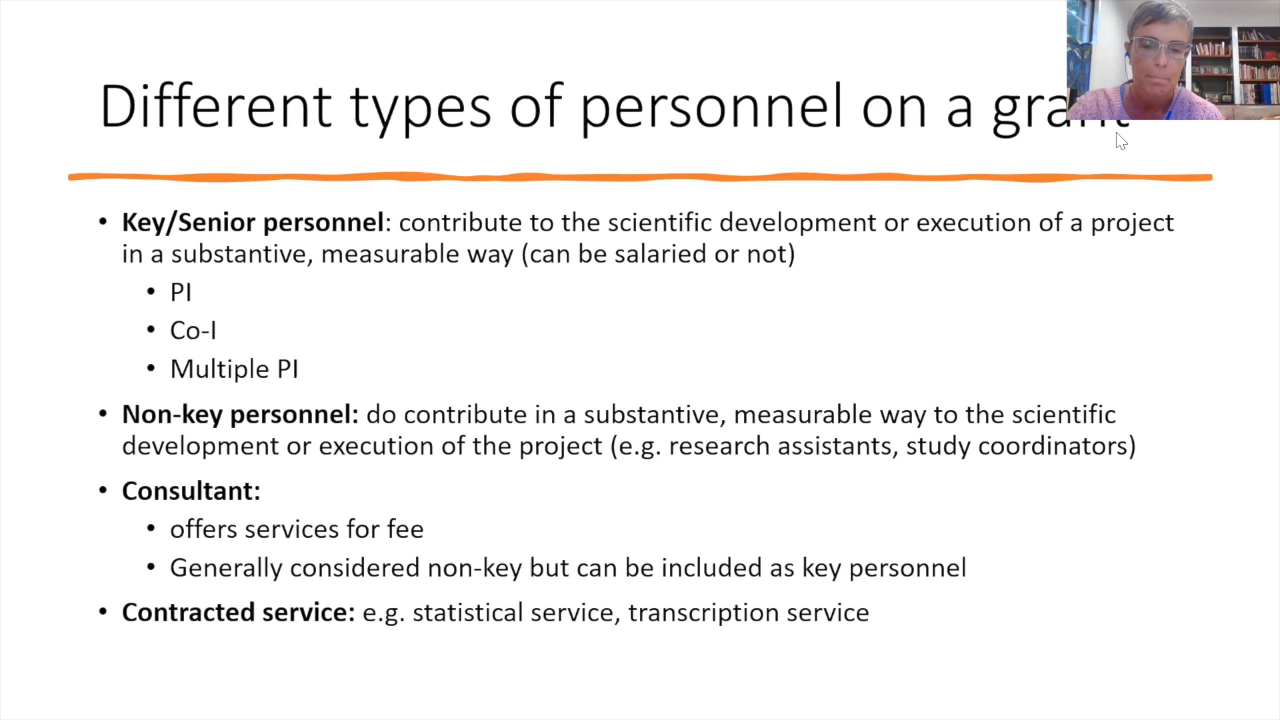 Different types of personnel on a grant
• Key/Senior personnel: contribute to the scientific development or execution of a project
in a substantive, measurable way (can be salaried or not)
• PI
• Co-I
• Multiple PI
• Non-key personnel: do contribute in a substantive, measurable way to the scientific
development or execution of the project (e.g. research assistants, study coordinators)
• Consultant:
• offers services for fee
• Generally considered non-key but can be included as key personnel
• Contracted service: e.g. statistical service, transcription service